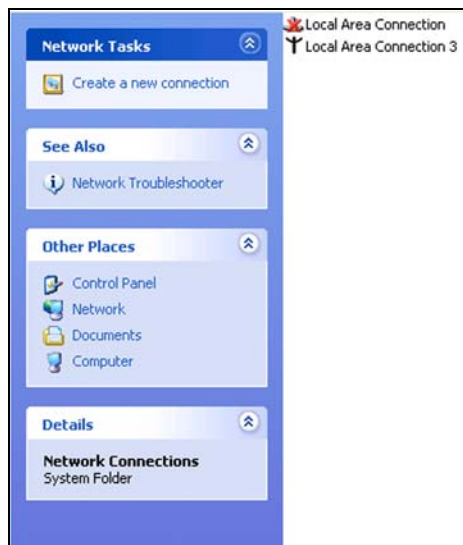 Network Tasks
Create a new connection
See Also
Network Troubleshooter
Other Places
Control Panel
Network
Documents
Computer
Details
Network Connections
System Folder
Local Area Connection
Local Area Connection 3